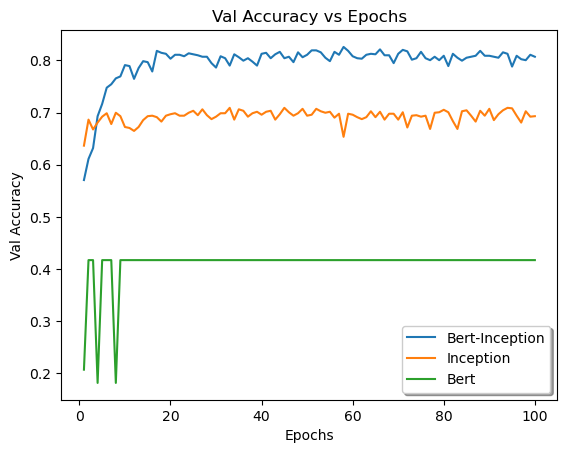 Val Accuracy vs Epochs
Val Accuracy
0.8
0.7
0.6
0.5
0.4
0.3
0.2
0
20
40
60
80
100
Epochs
Bert-Inception
Inception
Bert